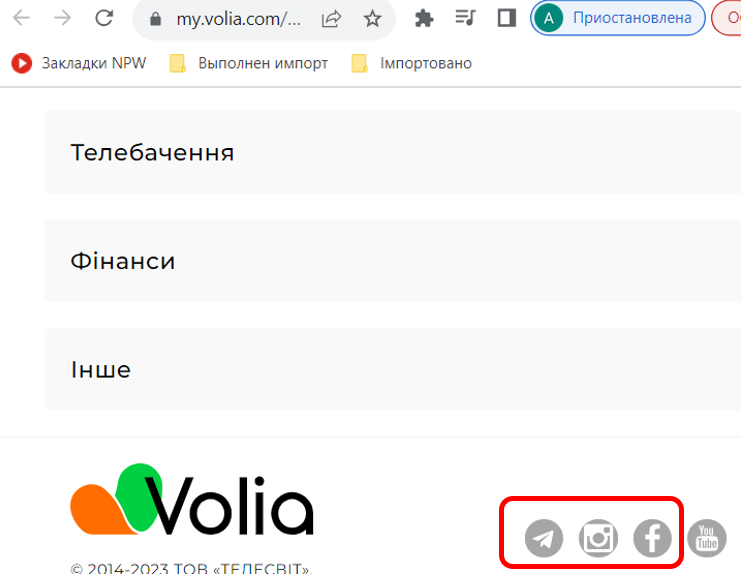 my.volia.com/...
А Приостановлена
Закладки NPW Выполнен импорт Імпортовано
Телебачення
Фінанси
Інше
Volia
You
Tube
© 2014-2023 ТОВ «ТЕЛЕСВІТ».